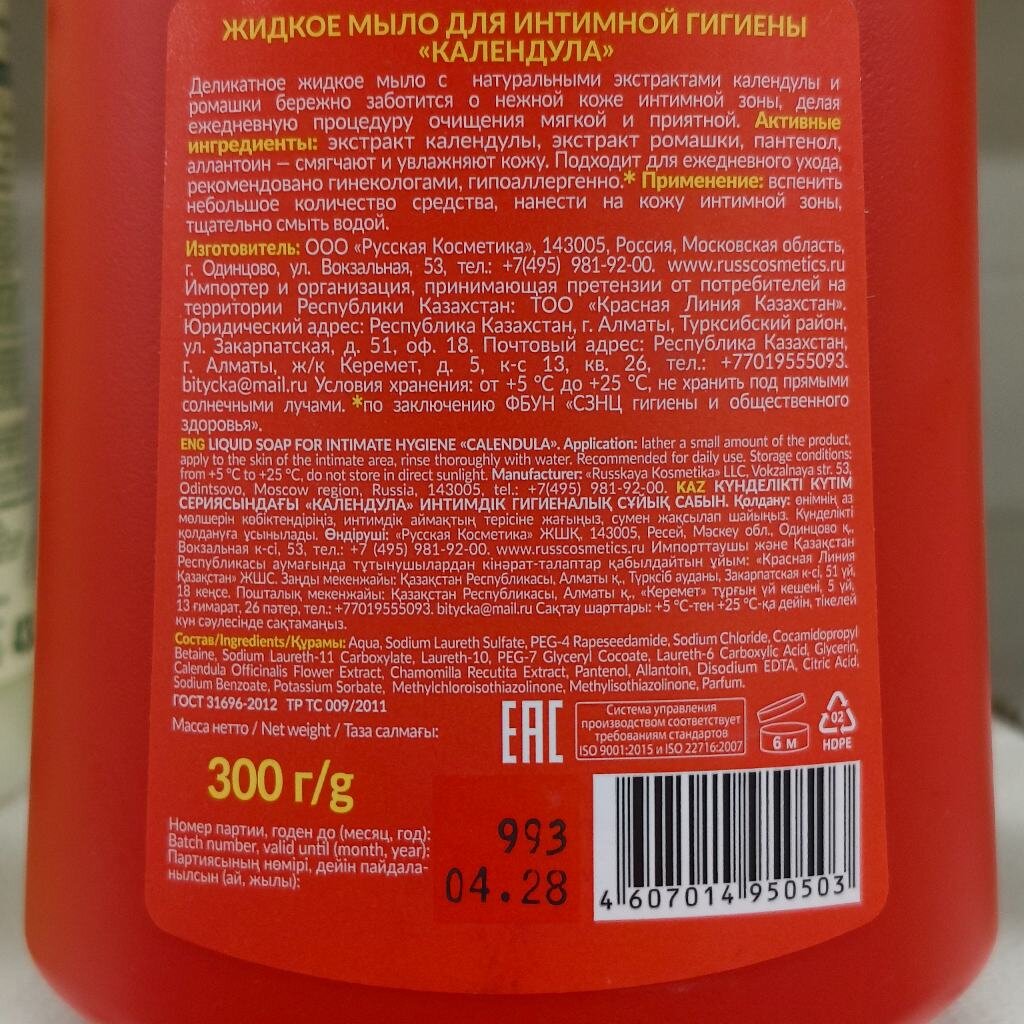 ЖИДКОЕ МЫЛО ДЛЯ ИНТИМНОЙ ГИГИЕНЫ
«КАЛЕНДУЛА»
Деликатное жидкое мыло с натуральными экстрактами календулы и
ромашки бережно заботится о нежной коже интимной зоны, делая
ежедневную процедуру очищения мягкой и приятной. Активные
ингредиенты: экстракт календулы, экстракт ромашки, пантенол,
аллантоин — смягчают и увлажняют кожу. Подходит для ежедневного ухода,
рекомендовано гинекологами, гипоаллергенно.* Применение: вспенить
небольшое количество средства, нанести на кожу интимной зоны,
тщательно смыть водой.
Изготовитель: ООО «Русская Косметика», 143005, Россия, Московская область,
г. Одинцово, ул. Вокзальная, 53, тел.: +7(495) 981-92-00. www.russcosmetics.ru
Импортер и организация, принимающая претензии от потребителей на
территории Республики Казахстан: ТОО «Красная Линия Казахстан».
Юридический адрес: Республика Казахстан, г. Алматы, Турксибский район,
ул. Закарпатская, д. 51, оф. 18. Почтовый адрес: Республика Казахстан,
г. Алматы, ж/к Керемет, д. 5, к-с 13, кв. 26, тел.: +77019555093.
bitycka@mail.ru Условия хранения: от +5 °C до +25 °C, не хранить под прямыми
солнечными лучами. *по заключению ФБУН «СЗНЦ гигиены и общественного
здоровья».
ENG LIQUID SOAP FOR INTIMATE HYGIENE «CALENDULA». Application: lather a small amount of the product,
apply to the skin of the intimate area, rinse thoroughly with water. Recommended for daily use. Storage conditions:
from +5 °C to +25 °C, do not store in direct sunlight. Manufacturer: «Russkaya Kosmetika» LLC, Vokzalnaya str. 53,
Odintsovo, Moscow region, Russia, 143005, tel.: +7(495) 981-92-00. KAZ КҮНДЕЛІКТІ КҮТІМ
СЕРИЯСЫНДАҒЫ «КАЛЕНДУЛА» ИНТИМДІК ГИГИЕНАЛЫҚ СҰЙЫҚ САБЫН. Қолдану: өнімнің аз
мөлшерін көбіктендіріңіз, интимдік аймақтың терісіне жағыңыз, сумен жақсылап шайыңыз. Күнделікті
қолдануға ұсынылады. Өндіруші: «Русская Косметика» ЖШҚ, 143005, Ресей, Мәскеу обл., Одинцово қ.,
Вокзальная к-сі, 53, тел.: +7 (495) 981-92-00. www.russcosmetics.ru Импорттаушы және Қазақстан
Республикасы аумағында тұтынушылардан кінәрат-талаптар қабылдайтын ұйым: «Красная Линия
Қазақстан» ЖШС. Заңды мекенжайы: Қазақстан Республикасы, Алматы қ., Түрксіб ауданы, Закарпатская к-сі, 51 үй,
18 кеңсе. Пошталық мекенжайы: Қазақстан Республикасы, Алматы қ., «Керемет» тұрғын үй кешені, 5 үй,
13 ғимарат, 26 пәтер, тел.: +77019555093. bitycka@mail.ru Сақтау шарттары: +5 °C-тен +25 °C-қа дейін, тікелей
күн сәулесінде сақтамаңыз.
Состав/Ingredients/Құрамы: Aqua, Sodium Laureth Sulfate, PEG-4 Rapeseedamide, Sodium Chloride, Cocamidopropyl
Betaine, Sodium Laureth-11 Carboxylate, Laureth-10, PEG-7 Glyceryl Cocoate, Laureth-6 Carboxylic Acid, Glycerin,
Calendula Officinalis Flower Extract, Chamomilla Recutita Extract, Pantenol, Allantoin, Disodium EDTA, Citric Acid,
Sodium Benzoate, Potassium Sorbate, Methylchloroisothiazolinone, Methylisothiazolinone, Parfum.
ГОСТ 31696-2012 ТР ТС 009/2011
Масса нетто / Net weight / Таза салмағы:
300 г/g
EAC
Система управления
производством соответствует
требованиям стандартов
ISO 9001:2015 и ISO 22716:2007
6 м
02
HDPE
Номер партии, годен до (месяц, год):
Batch number, valid until (month, year):
Партиясының нөмірі, дейін пайдала-
нылсын (ай, жылы):
993
04.28
4 607014 950503